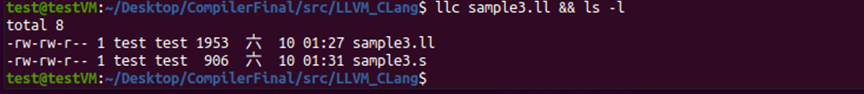 test@testVM:~/Desktop/CompilerFinal/src/LLVM_CLang$ llc sample3.ll && ls -l
total 8
-rw-rw-r-- 1 test test 1953 六 10 01:27 sample3.ll
-rw-rw-r-- 1 test test 906 六 10 01:31 sample3.s
test@testVM:~/Desktop/CompilerFinal/src/LLVM_CLang$